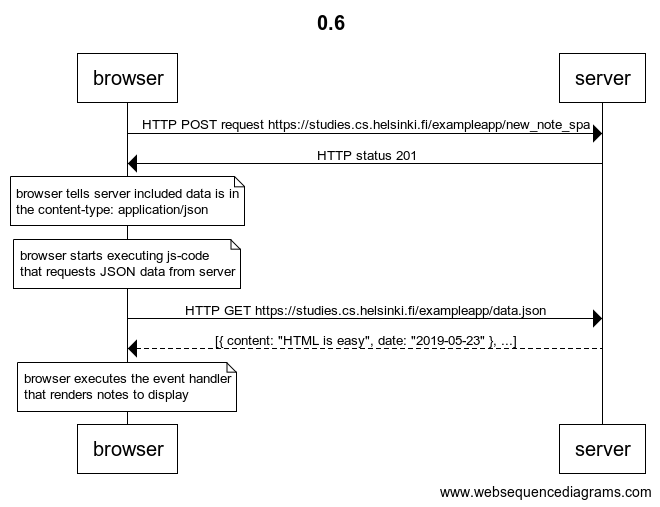 0.6
browser
server
HTTP POST request https://studies.cs.helsinki.fi/exampleapp/new_note_spa
HTTP status 201
browser tells server included data is in
the content-type: application/json
browser starts executing js-code
that requests JSON data from server
HTTP GET https://studies.cs.helsinki.fi/exampleapp/data.json
[{ content: "HTML is easy", date: "2019-05-23" }, ...]
browser executes the event handler
that renders notes to display
browser
server
www.websequencediagrams.com